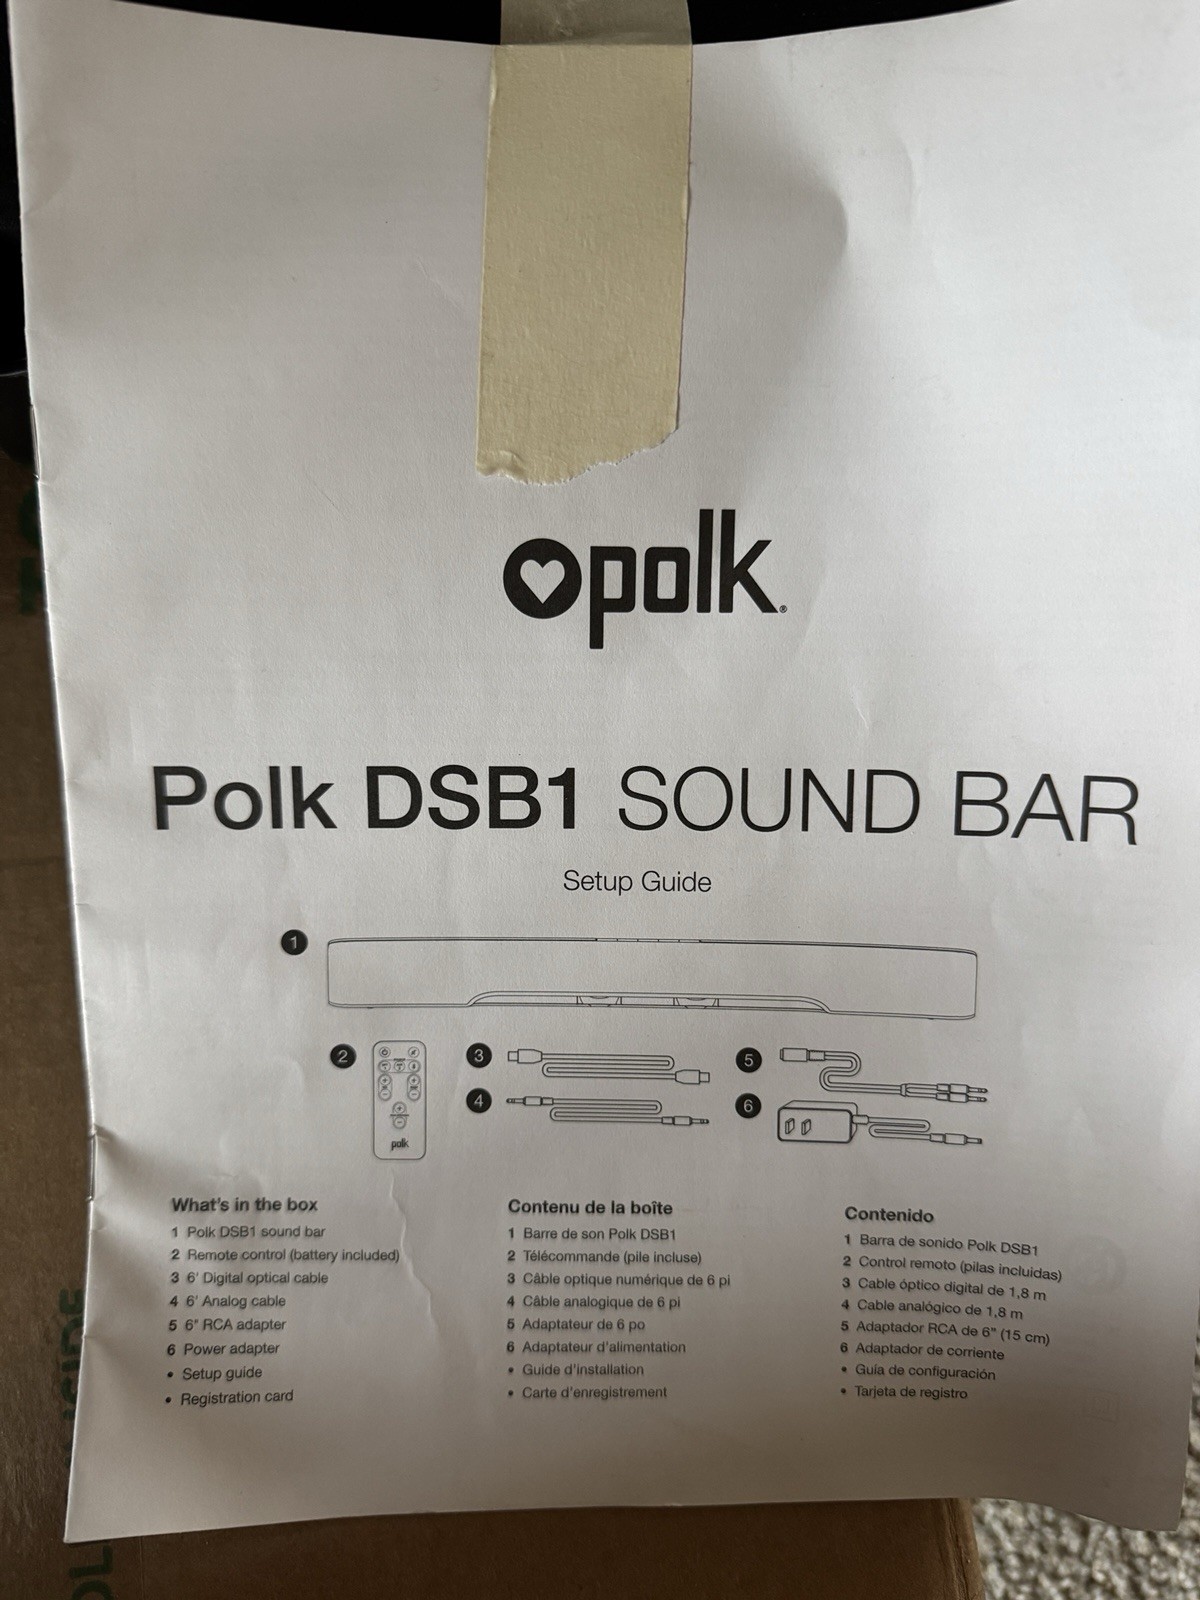 polk®
Polk DSB1 SOUND BAR
Setup Guide
1
2
3
4
5
6
polk
What's in the box
1 Polk DSB1 sound bar
2 Remote control (battery included)
3 6' Digital optical cable
4 6' Analog cable
5 6" RCA adapter
6 Power adapter
• Setup guide
• Registration card
Contenu de la boîte
1 Barre de son Polk DSB1
2 Télécommande (pile incluse)
3 Câble optique numérique de 6 pi
4 Câble analogique de 6 pi
5 Adaptateur de 6 po
6 Adaptateur d'alimentation
• Guide d'installation
• Carte d'enregistrement
Contenido
1 Barra de sonido Polk DSB1
2 Control remoto (pilas incluidas)
3 Cable óptico digital de 1,8 m
4 Cable analógico de 1,8 m
5 Adaptador RCA de 6" (15 cm)
6 Adaptador de corriente
• Guía de configuración
• Tarjeta de registro